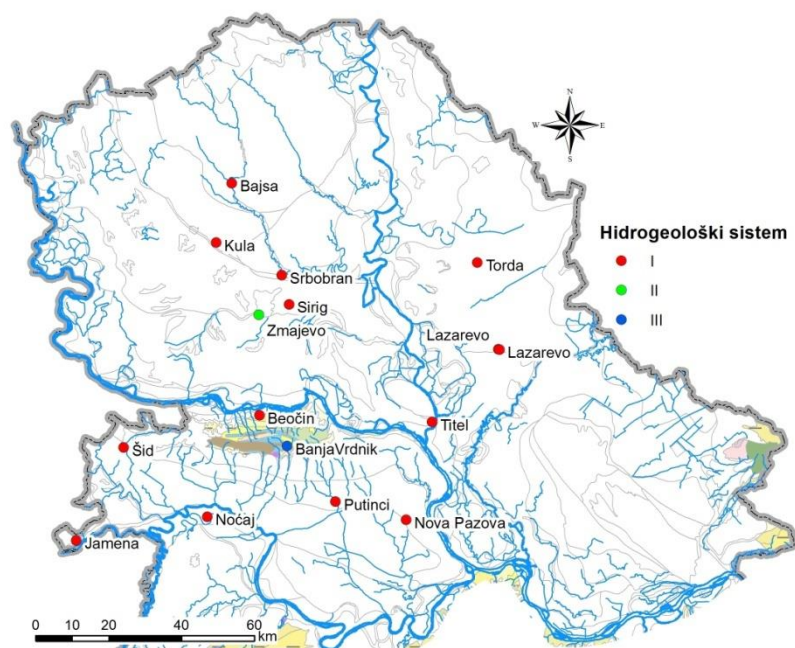 N
W E
S
Bajsa
Kula
Srbobran
Sirig
Zmajevo
Torda
Lazarevo
Lazarevo
Hidrogeološki sistem
I
II
III
Beočin
Titel
Šid
BanjaVrdnik
Putinci
Noćaj
Nova Pazova
Jamena
0 10 20 40 60
km